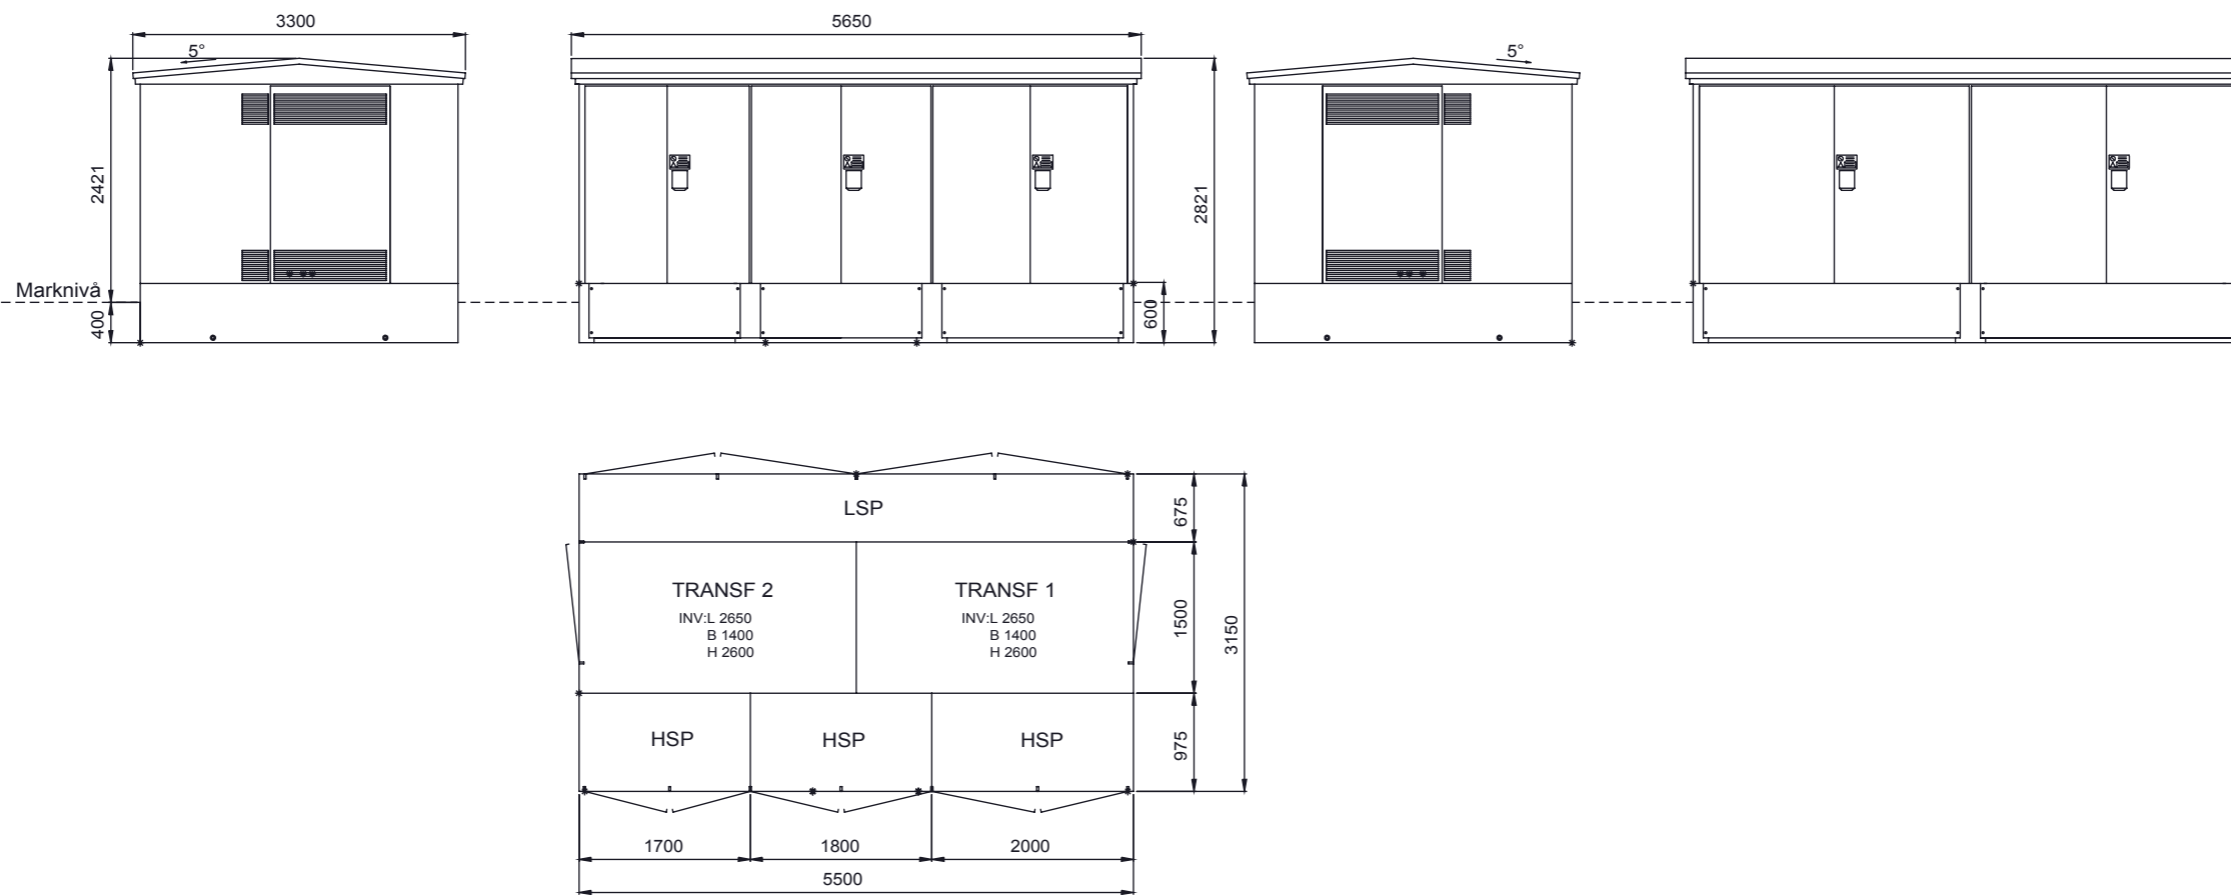 3300
5650
5°
5°
2421
2821
Marknivå
400
600
LSP
675
TRANSF 2
INV:L 2650
B 1400
H 2600
TRANSF 1
INV:L 2650
B 1400
H 2600
1500
3150
HSP
HSP
HSP
975
1700
1800
2000
5500